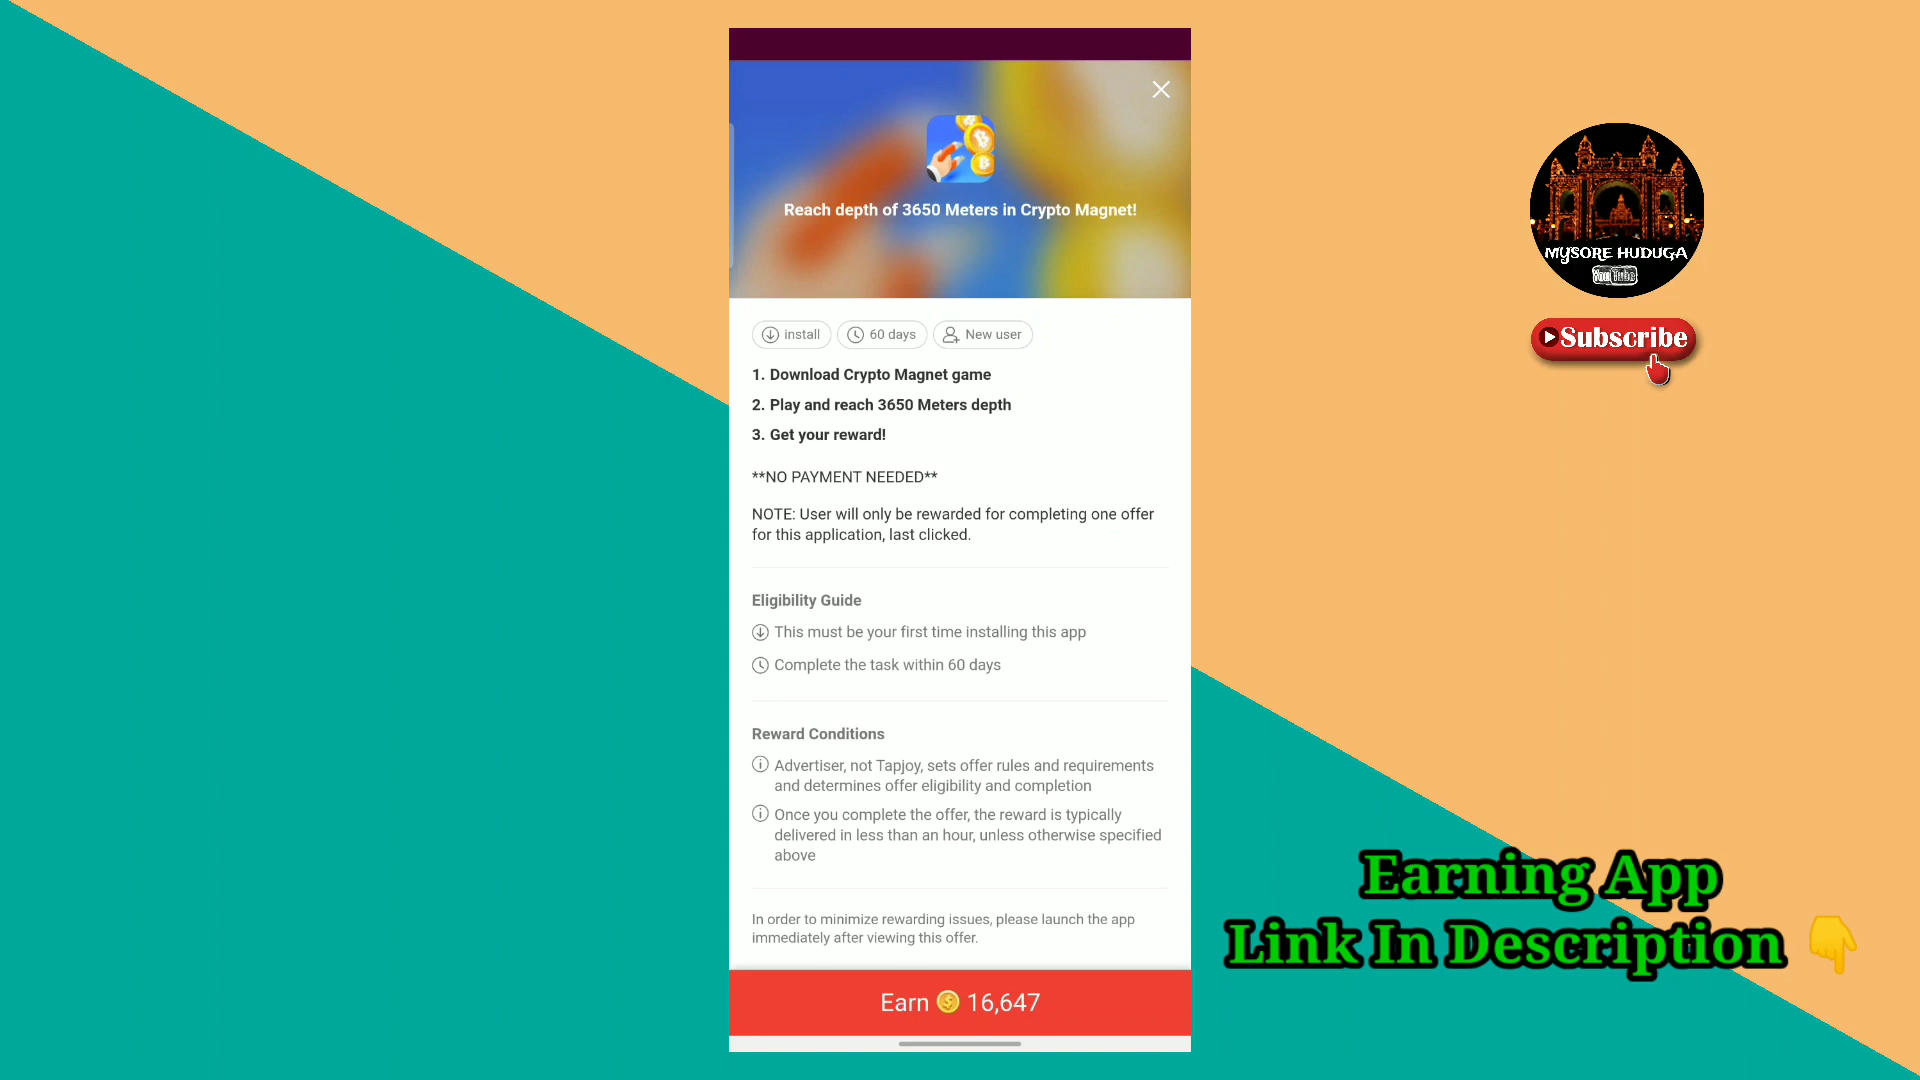 Reach depth of 3650 Meters in Crypto Magnet!
install
60 days
New user
1. Download Crypto Magnet game
2. Play and reach 3650 Meters depth
3. Get your reward!
**NO PAYMENT NEEDED**
NOTE: User will only be rewarded for completing one offer
for this application, last clicked.
Eligibility Guide
This must be your first time installing this app
Complete the task within 60 days
Reward Conditions
Advertiser, not Tapjoy, sets offer rules and requirements
and determines offer eligibility and completion
Once you complete the offer, the reward is typically
delivered in less than an hour, unless otherwise specified
above
In order to minimize rewarding issues, please launch the app
immediately after viewing this offer.
Earn 16,647
MYSORE HUDUGA
YouTube
Subscribe
Earning App
Link In Description 👇